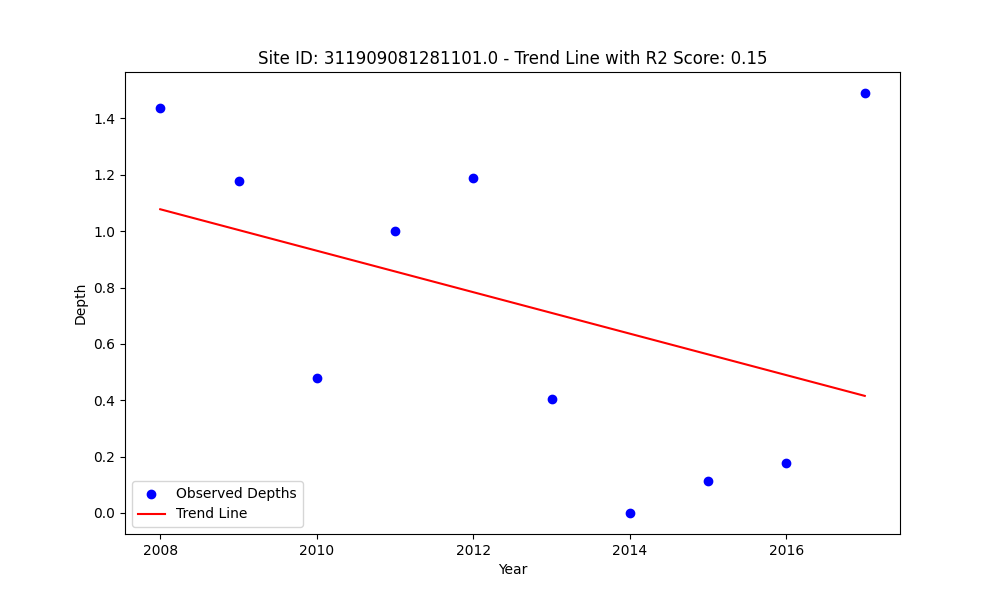 Site ID: 311909081281101.0 - Trend Line with R2 Score: 0.15
1.4
1.2
1.0
0.8
0.6
0.4
0.2
0.0
Depth
Observed Depths
Trend Line
2008 2010 2012 2014 2016
Year